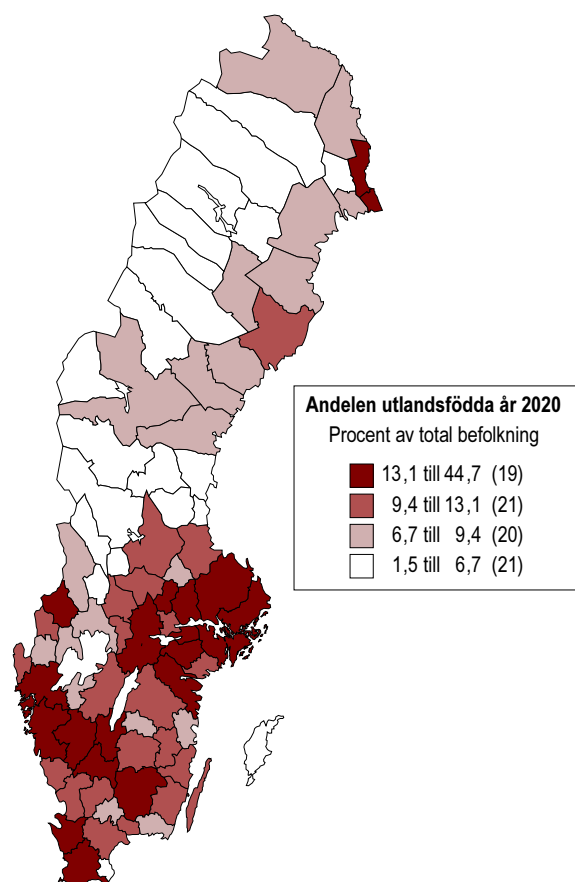 Andelen utlandsfödda år 2020
Procent av total befolkning
13,1 till 44,7 (19)
9,4 till 13,1 (21)
6,7 till 9,4 (20)
1,5 till 6,7 (21)